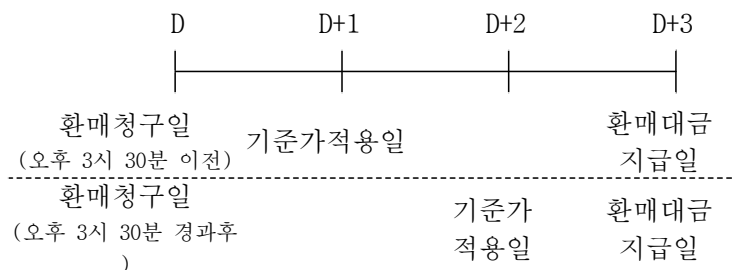 D D+1 D+2 D+3
환매청구일
(오후 3시 30분 이전)
기준가적용일
환매대금
지급일
환매청구일
(오후 3시 30분 경과후
)
기준가
적용일
환매대금
지급일